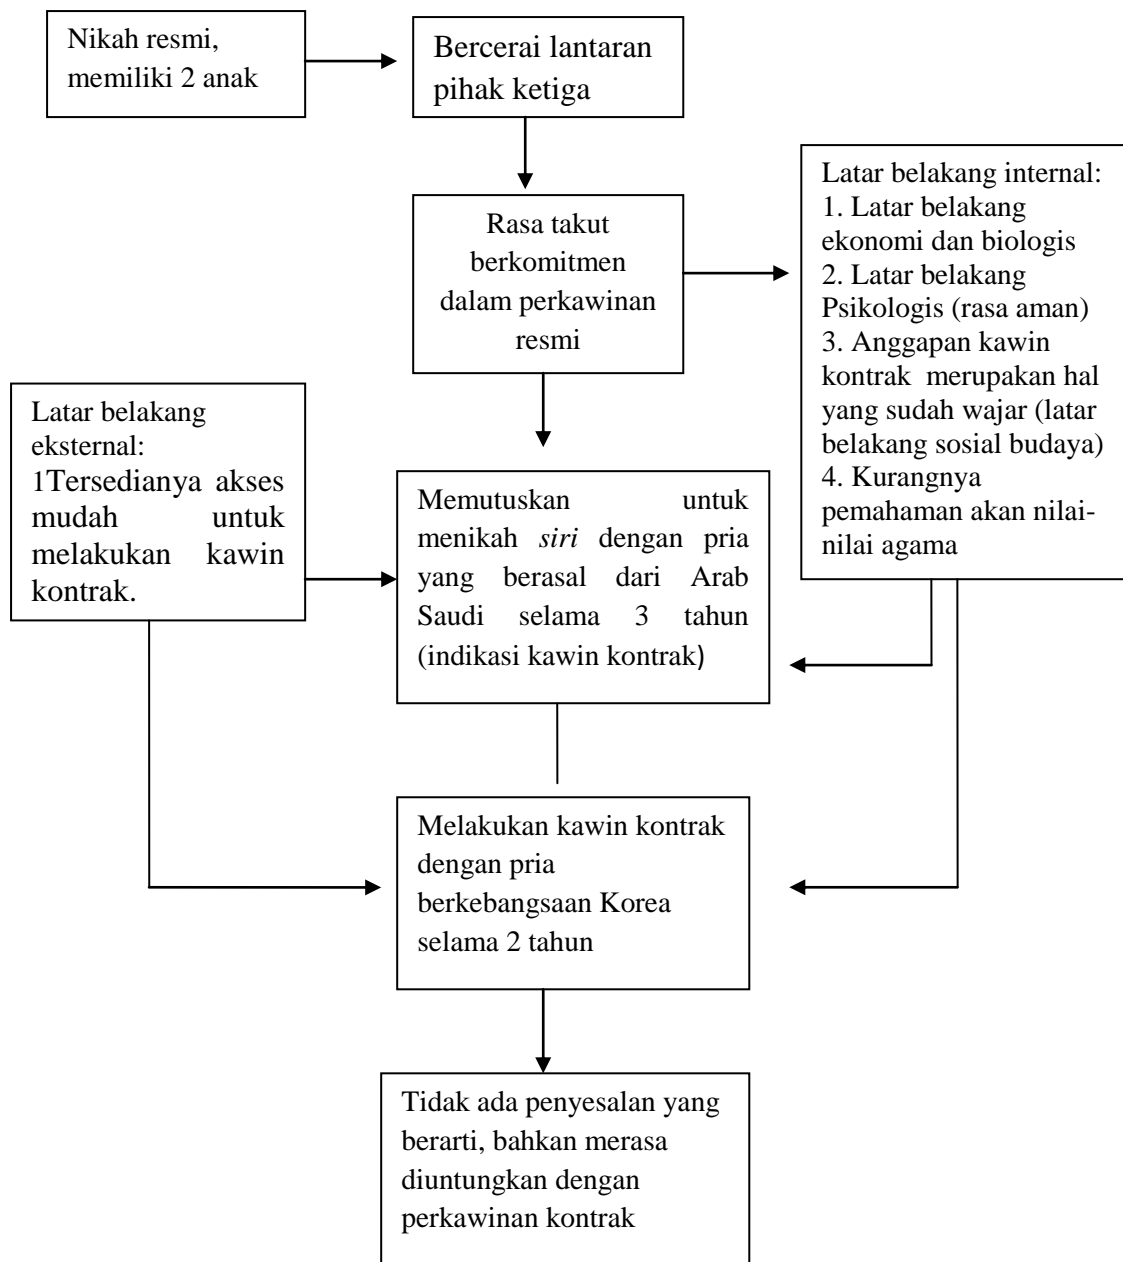 Nikah resmi,
memiliki 2 anak
Bercerai lantaran
pihak ketiga
Rasa takut
berkomitmen
dalam perkawinan
resmi
Latar belakang internal:
1. Latar belakang
ekonomi dan biologis
2. Latar belakang
Psikologis (rasa aman)
3. Anggapan kawin
kontrak merupakan hal
yang sudah wajar (latar
belakang sosial budaya)
4. Kurangnya
pemahaman akan nilai-
nilai agama
Latar belakang
eksternal:
1Tersedianya akses
mudah untuk
melakukan kawin
kontrak.
Memutuskan untuk
menikah siri dengan pria
yang berasal dari Arab
Saudi selama 3 tahun
(indikasi kawin kontrak)
Melakukan kawin kontrak
dengan pria
berkebangsaan Korea
selama 2 tahun
Tidak ada penyesalan yang
berarti, bahkan merasa
diuntungkan dengan
perkawinan kontrak